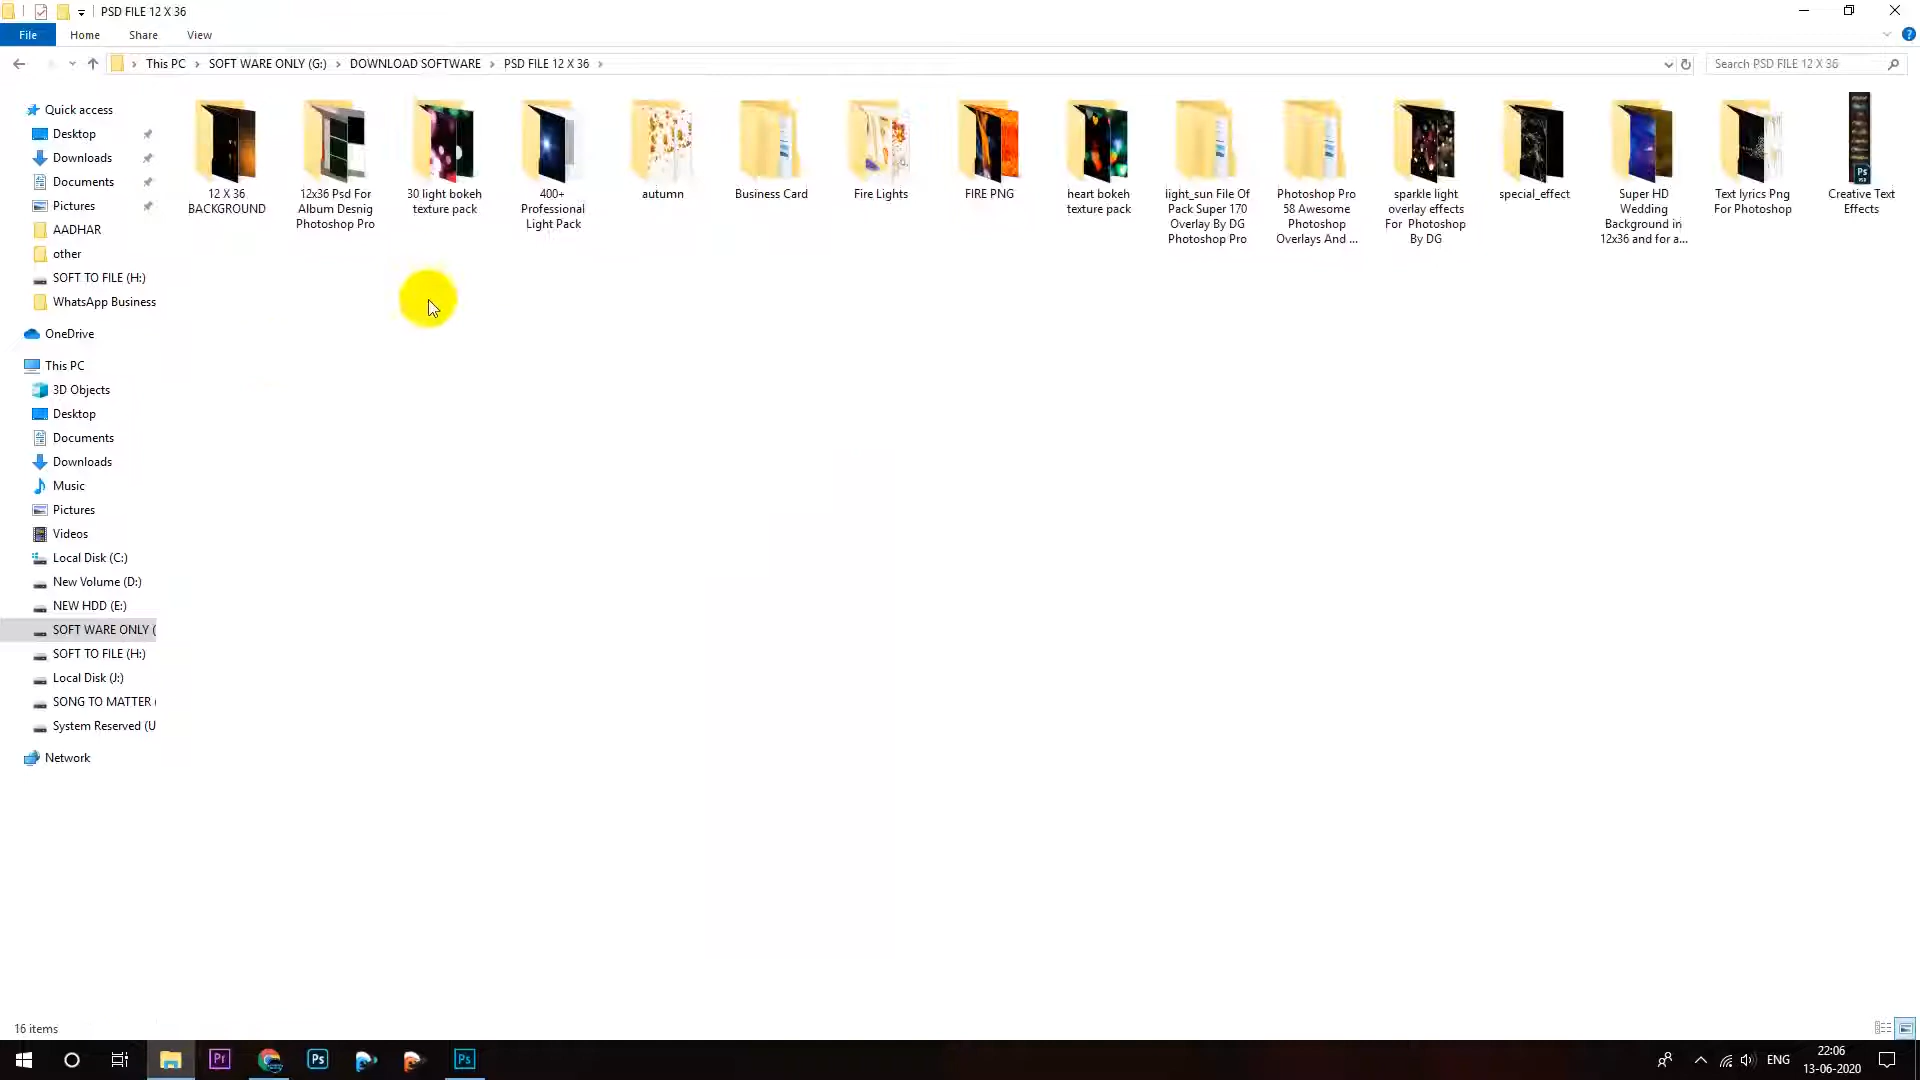 PSD FILE 12 X 36
File Home Share View
This PC SOFT WARE ONLY (G:) DOWNLOAD SOFTWARE PSD FILE 12 X 36
Search PSD FILE 12 X 36
Quick access
Desktop
Downloads
Documents
Pictures
AADHAR
other
SOFT TO FILE (H:)
WhatsApp Business
OneDrive
This PC
3D Objects
Desktop
Documents
Downloads
Music
Pictures
Videos
Local Disk (C:)
New Volume (D:)
NEW HDD (E:)
SOFT WARE ONLY (
SOFT TO FILE (H:)
Local Disk (J:)
SONG TO MATTER (
System Reserved (U
Network
12 X 36
BACKGROUND
12x36 Psd For
Album Desnig
Photoshop Pro
30 light bokeh
texture pack
400+
Professional
Light Pack
autumn
Business Card
Fire Lights
FIRE PNG
heart bokeh
texture pack
light_sun File Of
Pack Super 170
Overlay By DG
Photoshop Pro
Photoshop Pro
58 Awesome
Photoshop
Overlays And ...
sparkle light
overlay effects
For Photoshop
By DG
special_effect
Super HD
Wedding
Background in
12x36 and for a...
Text lyrics Png
For Photoshop
Ps
Creative Text
Effects
16 items
Pr
Ps
Ps
ENG
22:06
13-06-2020